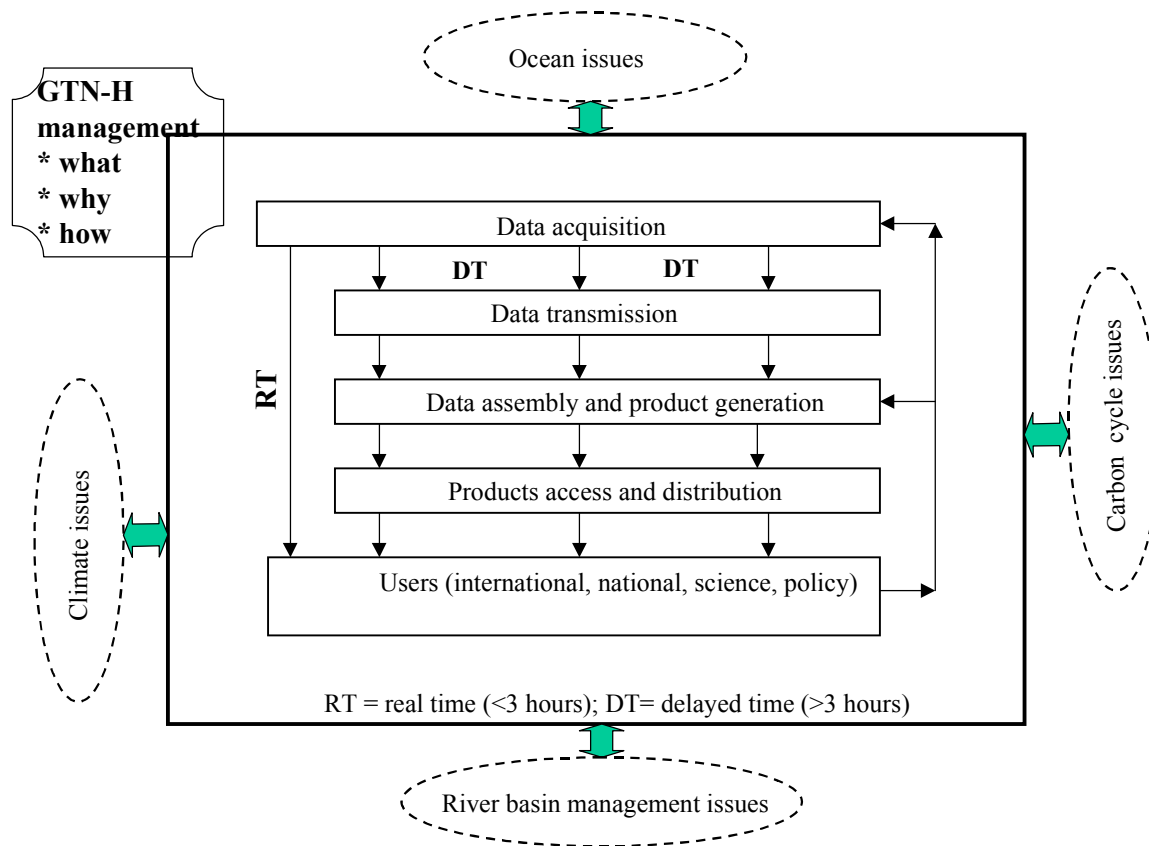 Ocean issues
GTN-H
management
* what
* why
* how
Data acquisition
DT
DT
Data transmission
RT
Data assembly and product generation
Products access and distribution
Users (international, national, science, policy)
Climate issues
Carbon cycle issues
RT = real time (<3 hours); DT= delayed time (>3 hours)
River basin management issues